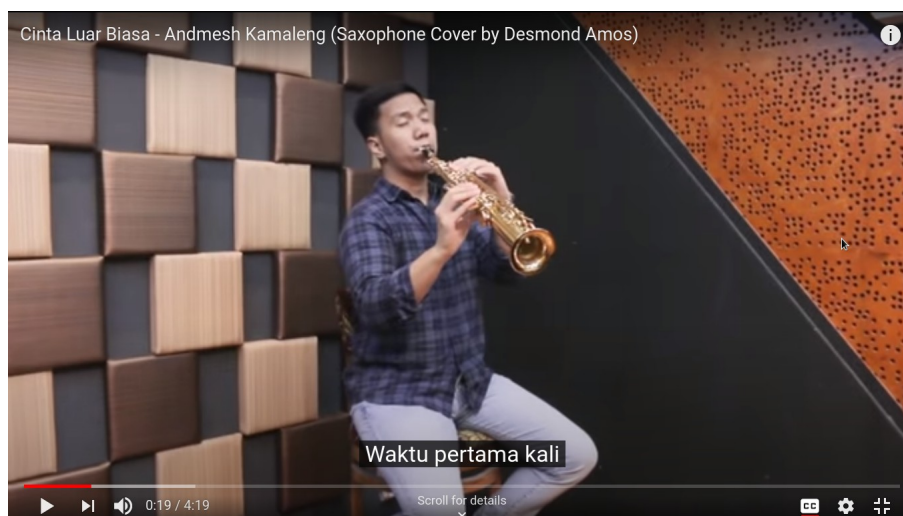 Cinta Luar Biasa - Andmesh Kamaleng (Saxophone Cover by Desmond Amos)
Waktu pertama kali
Scroll for details
0:19 / 4:19
CC